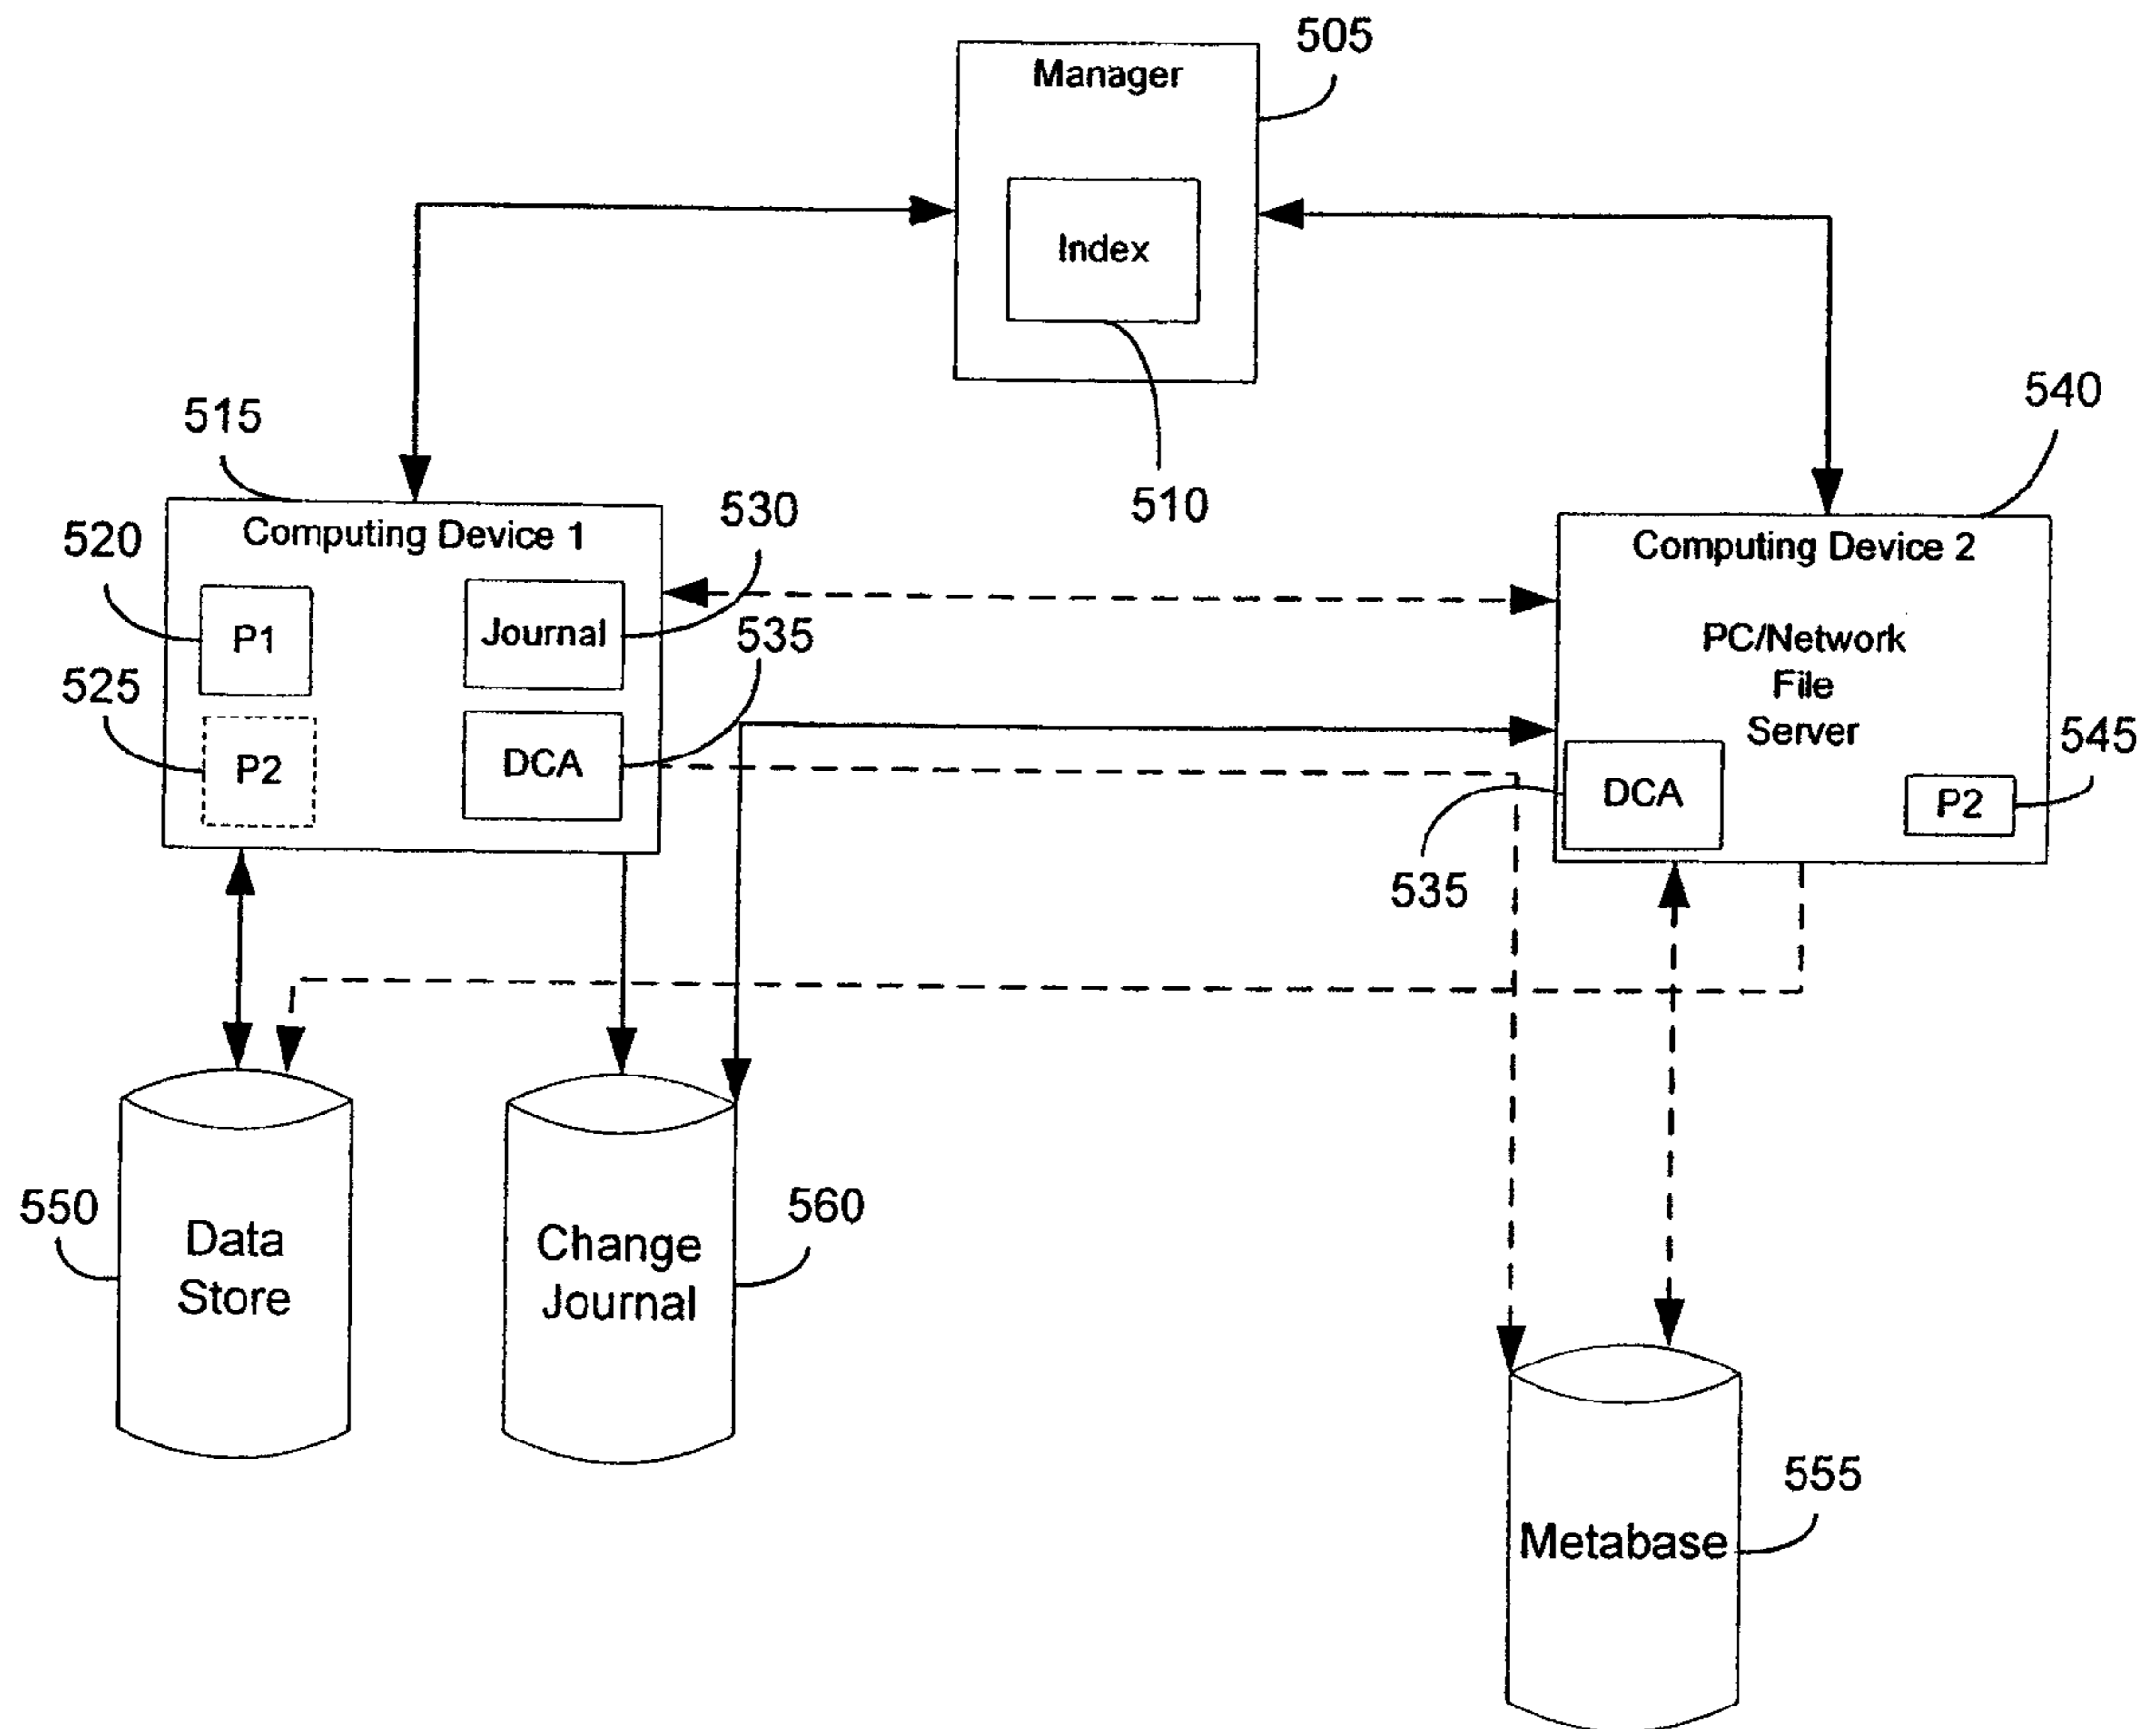 505
Manager
Index
510
515
540
Computing Device 1
530
520
P1
Journal
535
525
P2
DCA
Computing Device 2
PC/Network
File
Server
545
DCA
P2
535
550
Data
Store
Change
Journal
560
555
Metabase